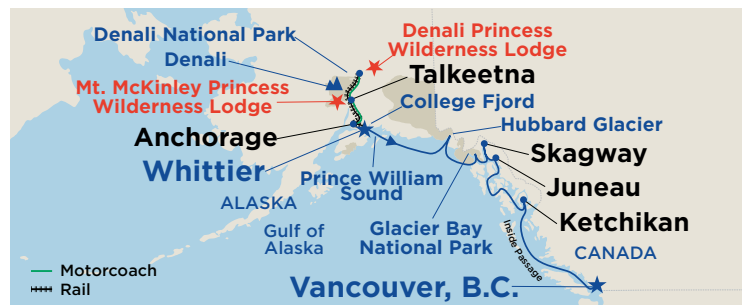 Denali National Park
Denali Princess
Wilderness Lodge
Denali
Talkeetna
Mt. McKinley Princess
Wilderness Lodge
College Fjord
Hubbard Glacier
Anchorage
Skagway
Whittier
Prince William
Sound
Juneau
ALASKA
Ketchikan
Gulf of
Alaska
Glacier Bay
National Park
Inside Passage
CANADA
Motorcoach
Rail
Vancouver, B.C.